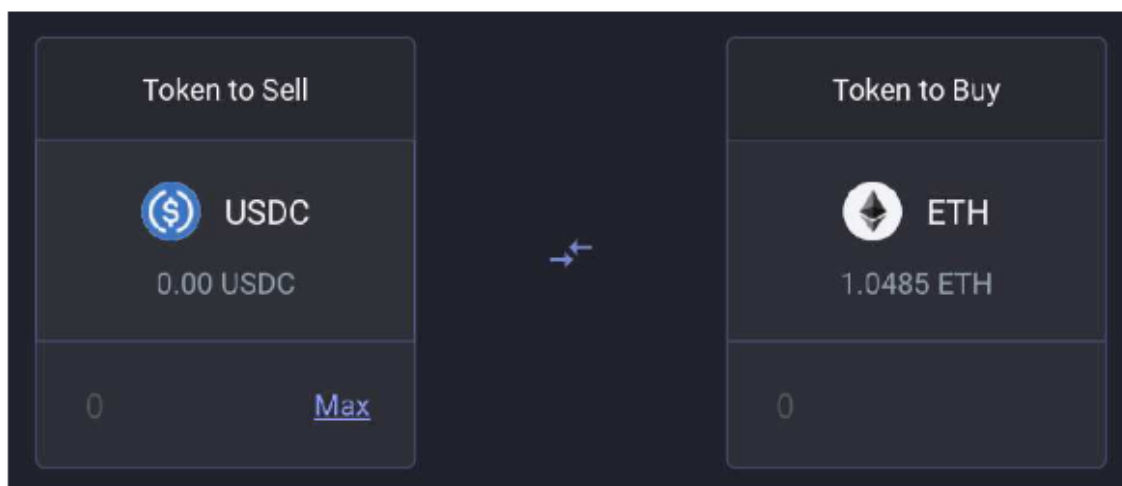 Token to Sell
USDC
0.00 USDC
0
Max
Token to Buy
ETH
1.0485 ETH
0